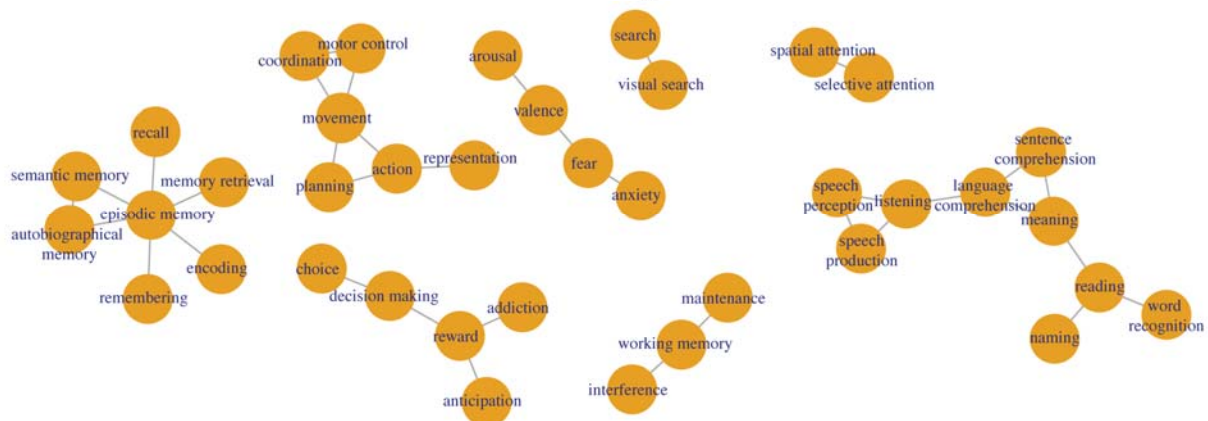 recall
semantic memory
memory retrieval
episodic memory
autobiographical
memory
encoding
remembering
motor control
coordination
movement
planning
action
representation
arousal
valence
fear
anxiety
search
visual search
spatial attention
selective attention
choice
decision making
addiction
reward
anticipation
maintenance
working memory
interference
sentence
comprehension
speech
perception
listening
language
comprehension
meaning
speech
production
reading
word
recognition
naming